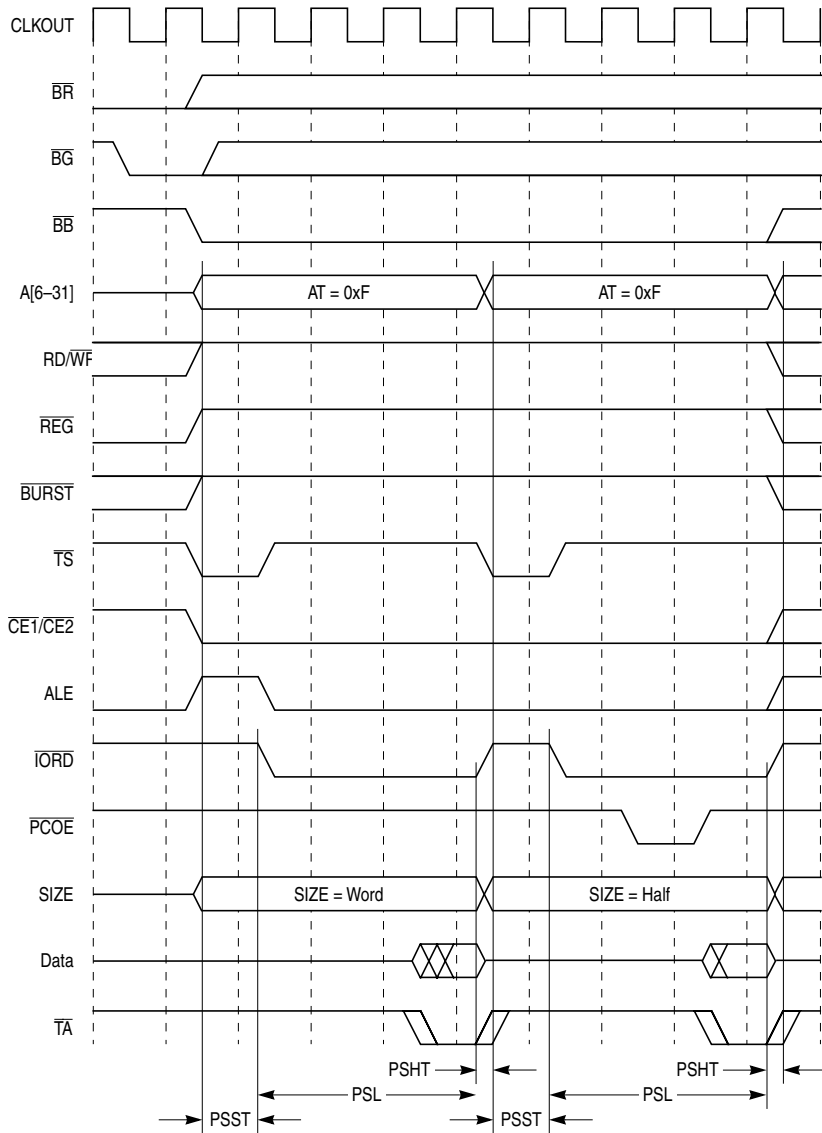 CLKOUT
BR
BG
BB
A[6–31] AT = 0xF AT = 0xF
RD/WF
REG
BURST
TS
CE1/CE2
ALE
IORD
PCOE
SIZE SIZE = Word SIZE = Half
Data
TA
PSHT PSHT
PSL PSL
PSST PSST